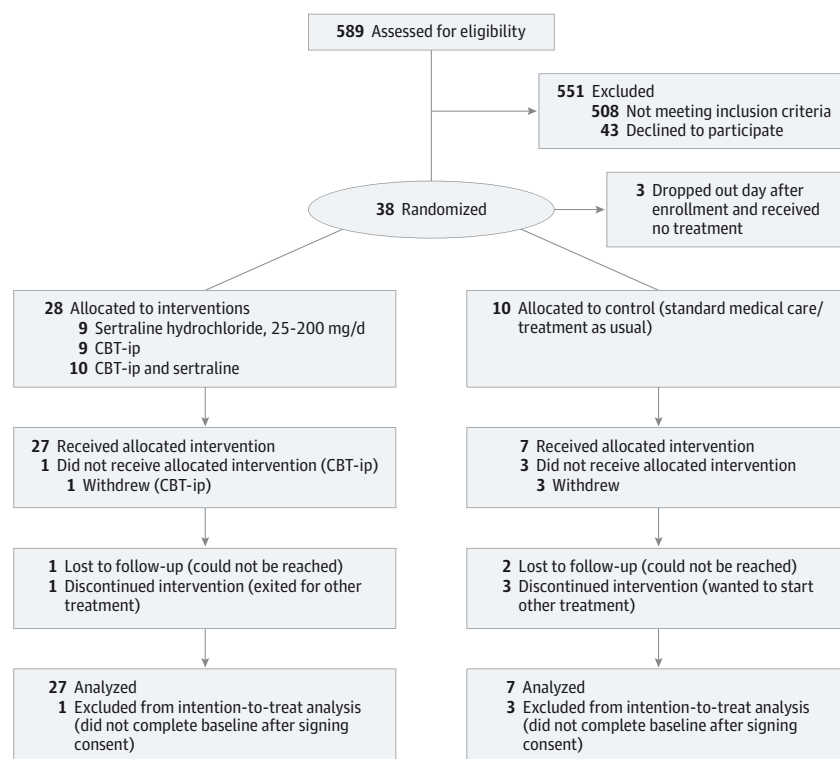 589 Assessed for eligibility
551 Excluded
508 Not meeting inclusion criteria
43 Declined to participate
38 Randomized
3 Dropped out day after
enrollment and received
no treatment
28 Allocated to interventions
9 Sertraline hydrochloride, 25-200 mg/d
9 CBT-ip
10 CBT-ip and sertraline
10 Allocated to control (standard medical care/
treatment as usual)
27 Received allocated intervention
1 Did not receive allocated intervention (CBT-ip)
1 Withdrew (CBT-ip)
7 Received allocated intervention
3 Did not receive allocated intervention
3 Withdrew
1 Lost to follow-up (could not be reached)
1 Discontinued intervention (exited for other
treatment)
2 Lost to follow-up (could not be reached)
3 Discontinued intervention (wanted to start
other treatment)
27 Analyzed
1 Excluded from intention-to-treat analysis
(did not complete baseline after signing
consent)
7 Analyzed
3 Excluded from intention-to-treat analysis
(did not complete baseline after signing
consent)